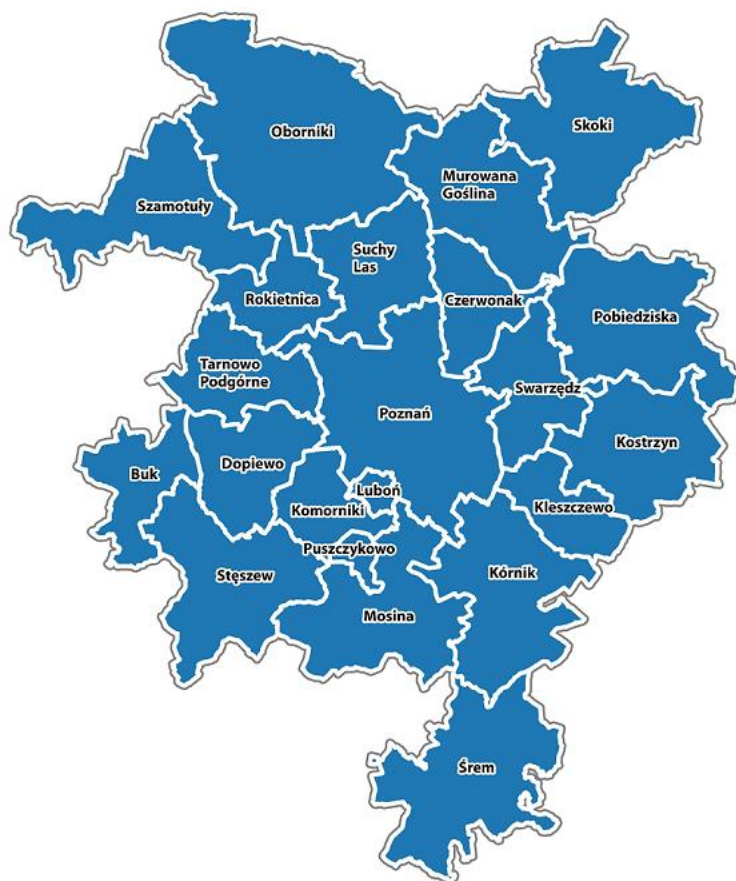 Oborniki
Skoki
Murowana
Goślina
Szamotuły
Suchy
Las
Rokietnica
Czerwonak
Pobiedziska
Tarnowo
Podgórne
Swarzędz
Poznań
Kostrzyn
Buk
Dopiewo
Luboń
Komorniki
Kleszczewo
Puszczykowo
Stęszew
Kórnik
Mosina
Śrem